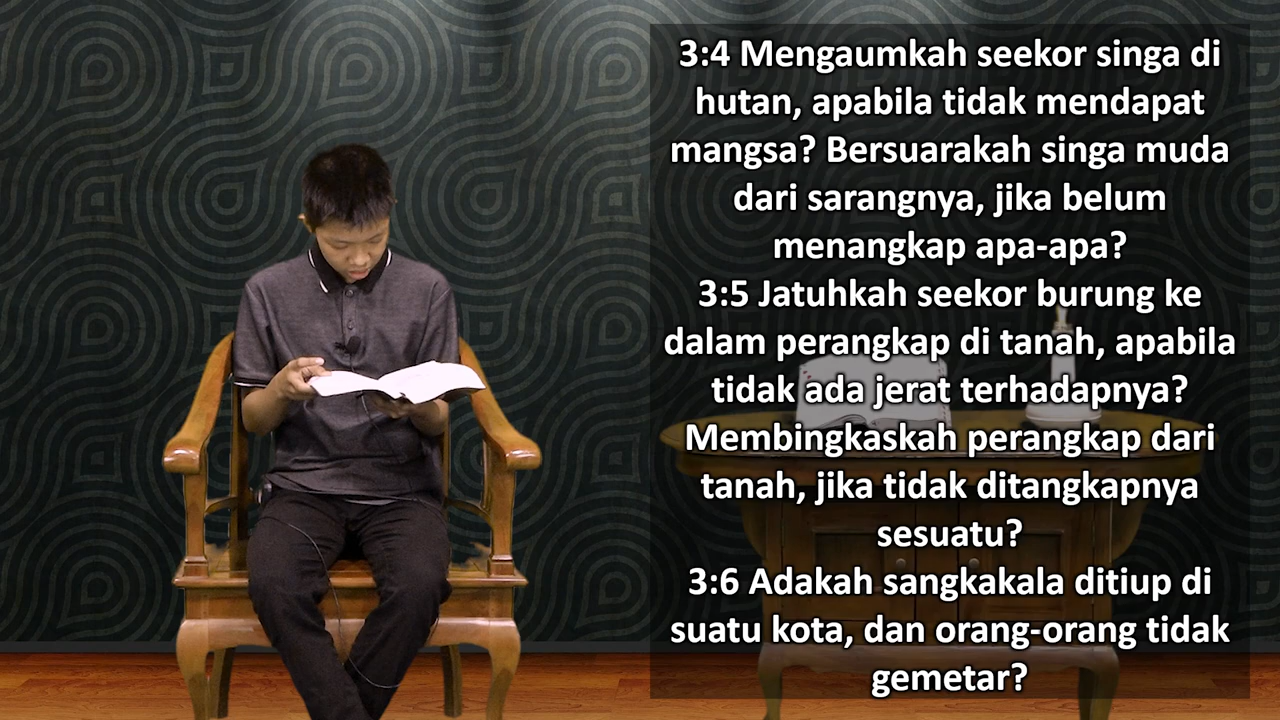 3:4 Mengaumkah seekor singa di
hutan, apabila tidak mendapat
mangsa? Bersuarakah singa muda
dari sarangnya, jika belum
menangkap apa-apa?
3:5 Jatuhkah seekor burung ke
dalam perangkap di tanah, apabila
tidak ada jerat terhadapnya?
Membingkaskah perangkap dari
tanah, jika tidak ditangkapnya
sesuatu?
3:6 Adakah sangkakala ditiup di
suatu kota, dan orang-orang tidak
gemetar?